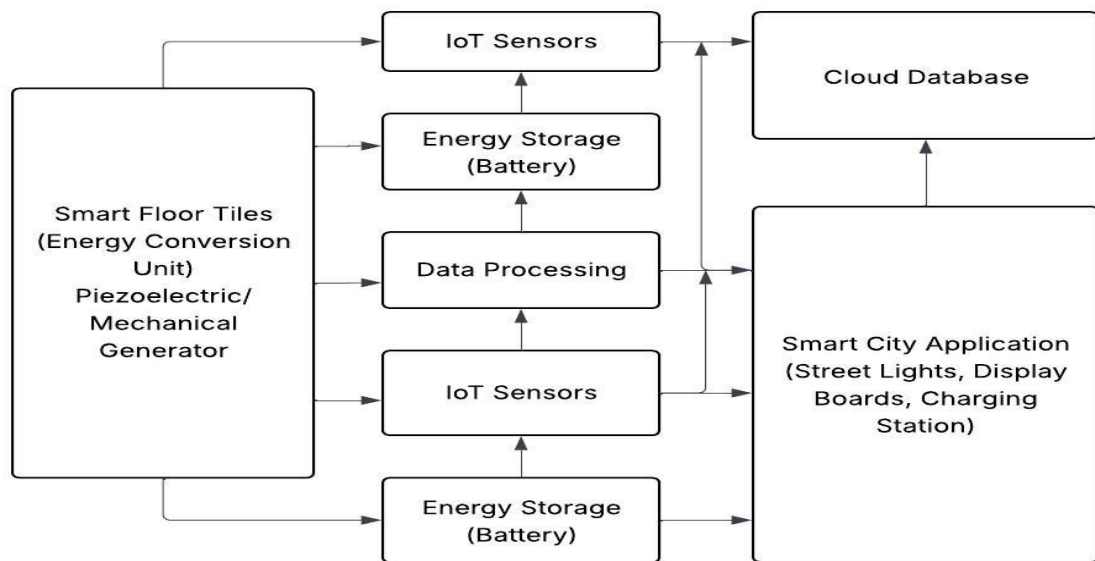 Smart Floor Tiles
(Energy Conversion
Unit)
Piezoelectric/
Mechanical
Generator
IoT Sensors
Energy Storage
(Battery)
Data Processing
IoT Sensors
Energy Storage
(Battery)
Cloud Database
Smart City Application
(Street Lights, Display
Boards, Charging
Station)